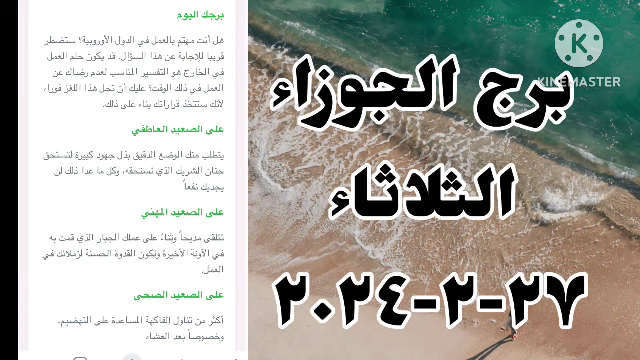 برجك اليوم
هل أنت مهتم بالعمل في الدول الأوروبية؟ ستضطر
قريبا للإجابة عن هذا السؤال. قد يكون حلم العمل
في الخارج هو التفسير المناسب لعدم رضاك عن
العمل في ذلك الوقت؛ عليك أن تحل هذا اللغز فوراء
لأنك ستتخذ قراراتك بناء على ذلك.
على الصعيد العاطفي
يتطلب منك الوضع الدقيق بذل جهود كبيرة لتستحق
حنان الشريك الذي تستحقه، وكل ما عدا ذلك لن
يجديك نفعاً
على الصعيد المهني
تتلقى مديحاً وثناءً على عملك الجبار الذي قمت به
في الآونة الأخيرة وتكون القدوة الحسنة لزملائك في
العمل.
على الصعيد الصحي
أكثر من تناول الفاكهة المساعدة على الهضم،
وخصوصاً بعد العشاء
برج الجوزاء
الثلاثاء
٢٧-٢-٢٠٢٤
KINEMASTER